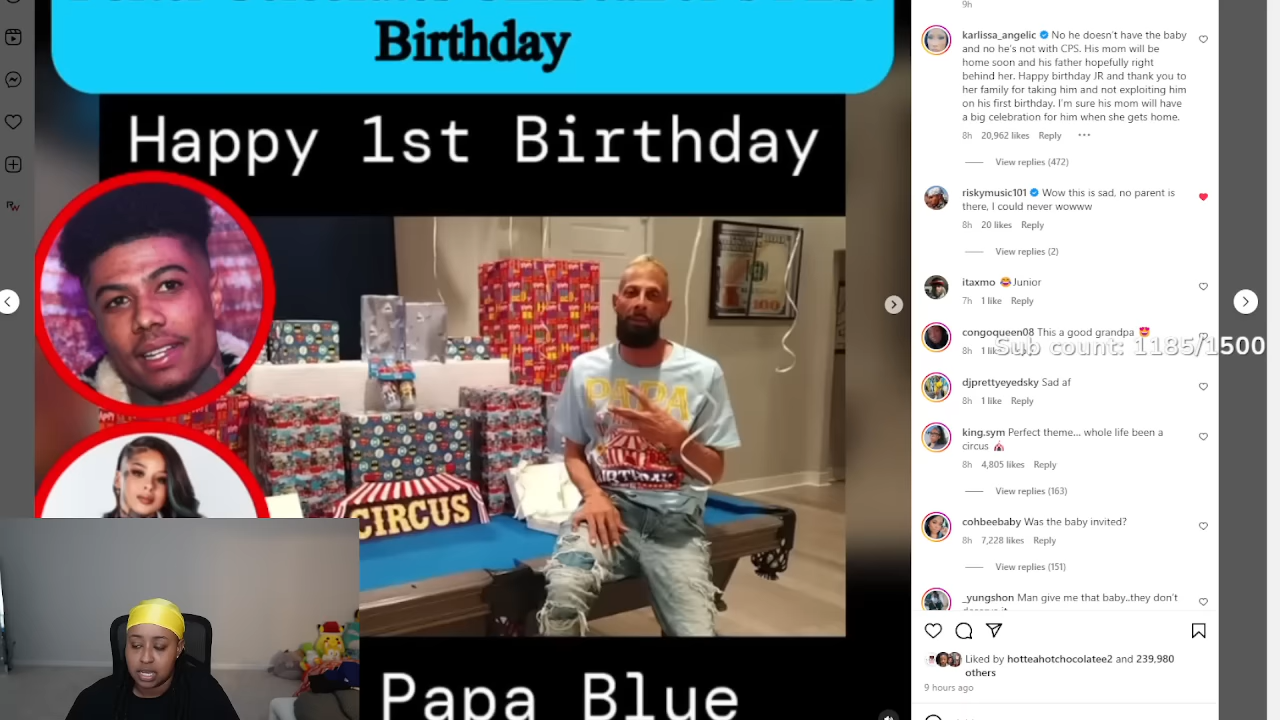 Birthday
Happy 1st Birthday
PAPA
BIRTHDAY
CIRCUS
100
Papa Blue
RW
9h
karlissa_angelic No he doesn't have the baby
and no he's not with CPS. His mom will be
home soon and his father hopefully right
behind her. Happy birthday JR and thank you to
her family for taking him and not exploiting him
on his first birthday. I'm sure his mom will have
a big celebration for him when she gets home.
8h 20,962 likes Reply
View replies (472)
riskymusic101 Wow this is sad, no parent is
there, I could never wowww
8h 20 likes Reply
View replies (2)
itaxmo 😂Junior
7h 1 like Reply
congoqueen08 This a good grandpa 😍
Sub count: 1185/1500
8h
djprettyeyedsky Sad af
8h 1 like Reply
king.sym Perfect theme... whole life been a
circus 🎪
8h 4,805 likes Reply
View replies (163)
cohbeebaby Was the baby invited?
8h 7,228 likes Reply
View replies (151)
_yungshon Man give me that baby..they don't
Liked by hotteahotchocolatee2 and 239,980
others
9 hours ago